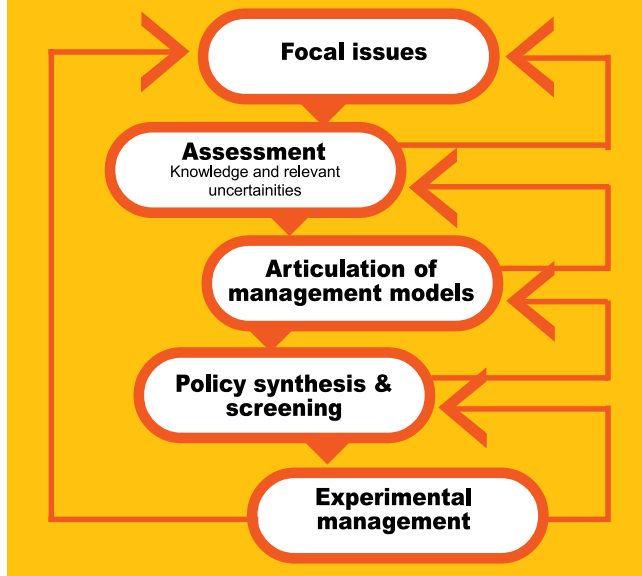 Focal issues
Assessment
Knowledge and relevant
uncertainities
Articulation of
management models
Policy synthesis &
screening
Experimental
management